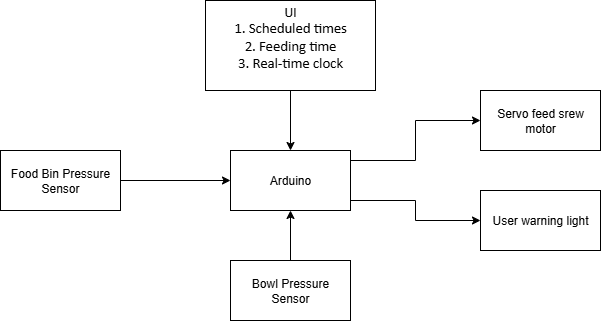 UI
1. Scheduled times
2. Feeding time
3. Real-time clock
Servo feed srew
motor
Food Bin Pressure
Sensor
Arduino
User warning light
Bowl Pressure
Sensor